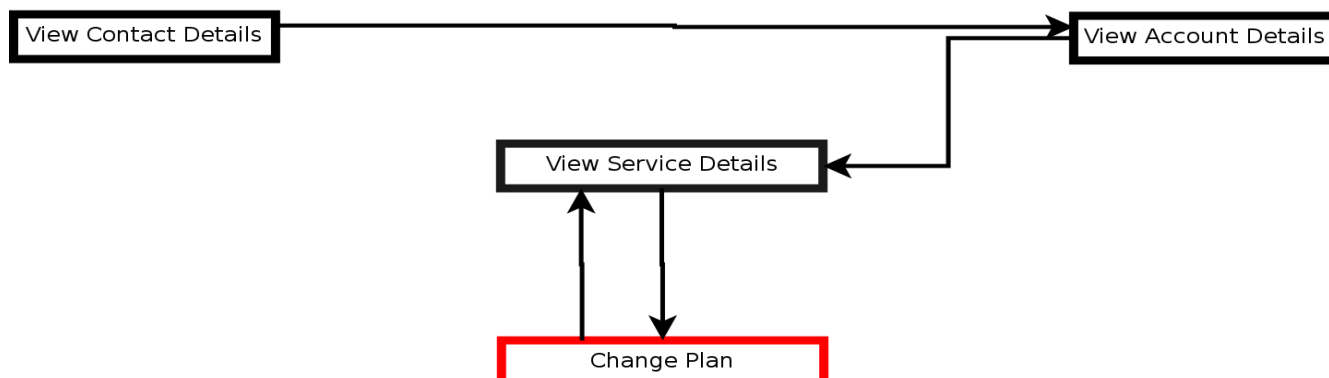 View Contact Details
View Account Details
View Service Details
Change Plan